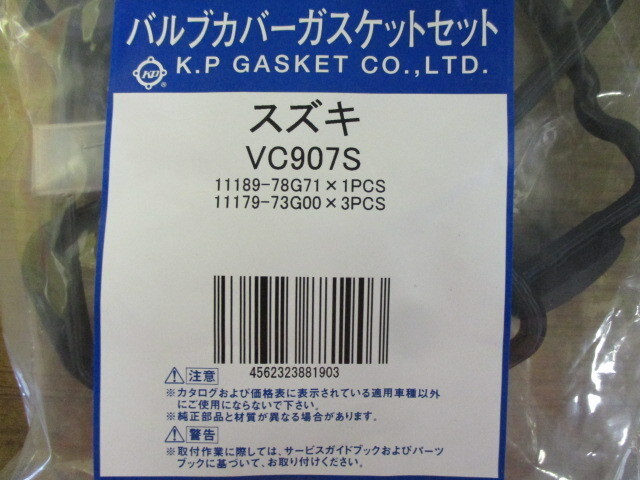 バルブカバーガスケットセット
KP ® K.P GASKET CO.,LTD.
スズキ
VC907S
11189-78G71×1PCS
11179-73G00×3PCS
4562323881903
⚠注意
※カタログおよび価格表に表示されている適用車種以外
にご使用にならないで下さい。
※純正部品と材質が異なる場合があります。
⚠警告
※取付作業に際しては、サービスガイドブックおよびパーツ
ブックに基づいて、お取り付けください。